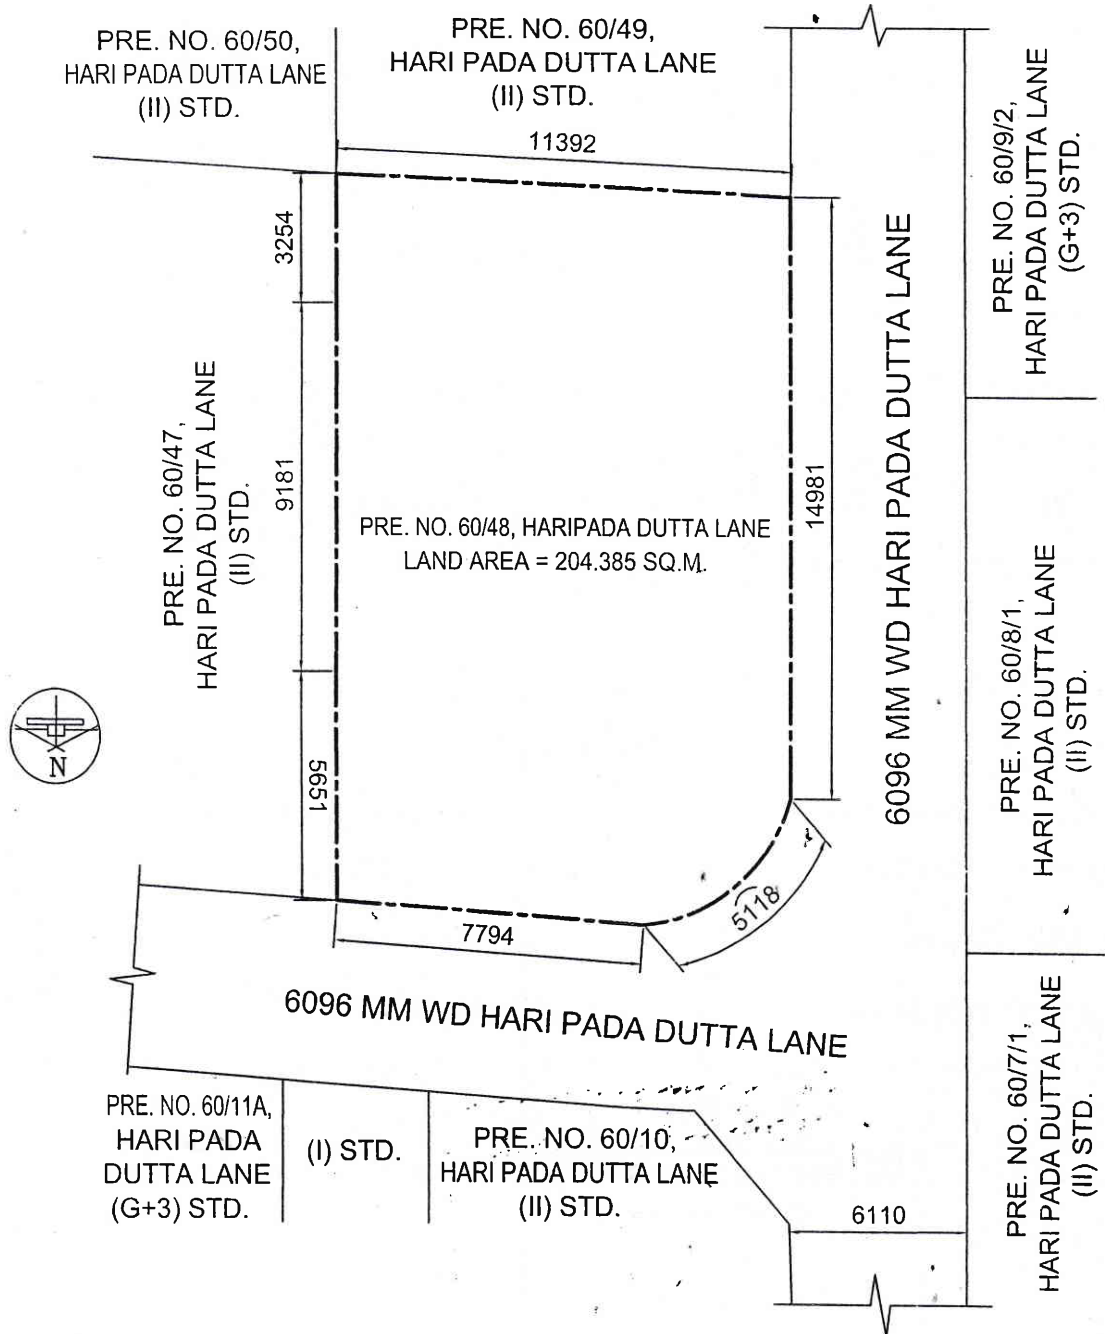 PRE. NO. 60/50,
HARI PADA DUTTA LANE
(II) STD.
PRE. NO. 60/49,
HARI PADA DUTTA LANE
(II) STD.
11392
PRE. NO. 60/9/2,
HARI PADA DUTTA LANE
(G+3) STD.
3254
9181
5651
PRE. NO. 60/47,
HARI PADA DUTTA LANE
(II) STD.
PRE. NO. 60/48, HARIPADA DUTTA LANE
LAND AREA = 204.385 SQ.M.
14981
6096 MM WD HARI PADA DUTTA LANE
PRE. NO. 60/8/1,
HARI PADA DUTTA LANE
(II) STD.
N
5118
7794
6096 MM WD HARI PADA DUTTA LANE
PRE. NO. 60/11A,
HARI PADA
DUTTA LANE
(G+3) STD.
(I) STD.
PRE. NO. 60/10,
HARI PADA DUTTA LANE
(II) STD.
6110
PRE. NO. 60/7/1,
HARI PADA DUTTA LANE
(II) STD.